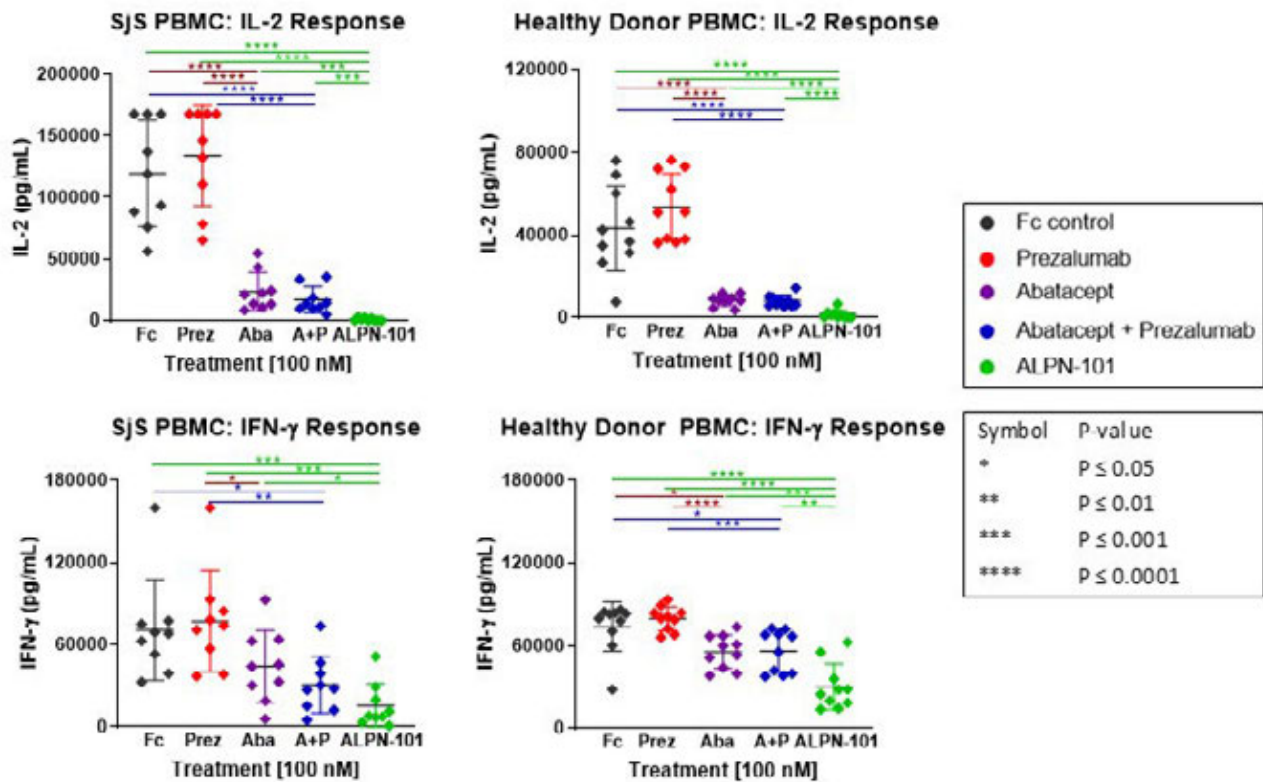 SjS PBMC: IL-2 Response
****
****
**** ***
**** ***
****
****
200000
150000
100000
50000
0
IL-2 (pg/mL)
Fc Prez Aba A+P ALPN-101
Treatment [100 nM]
Healthy Donor PBMC: IL-2 Response
****
****
**** ****
**** ****
****
****
120000
80000
40000
0
IL-2 (pg/mL)
Fc Prez Aba A+P ALPN-101
Treatment [100 nM]
Fc control
Prezalumab
Abatacept
Abatacept + Prezalumab
ALPN-101
SjS PBMC: IFN-γ Response
***
***
* *
*
**
180000
120000
60000
0
IFN-γ (pg/mL)
Fc Prez Aba A+P ALPN-101
Treatment [100 nM]
Healthy Donor PBMC: IFN-γ Response
****
****
* ***
**** **
*
***
180000
120000
60000
0
IFN-γ (pg/mL)
Fc Prez Aba A+P ALPN-101
Treatment [100 nM]
Symbol P-value
* P ≤ 0.05
** P ≤ 0.01
*** P ≤ 0.001
**** P ≤ 0.0001